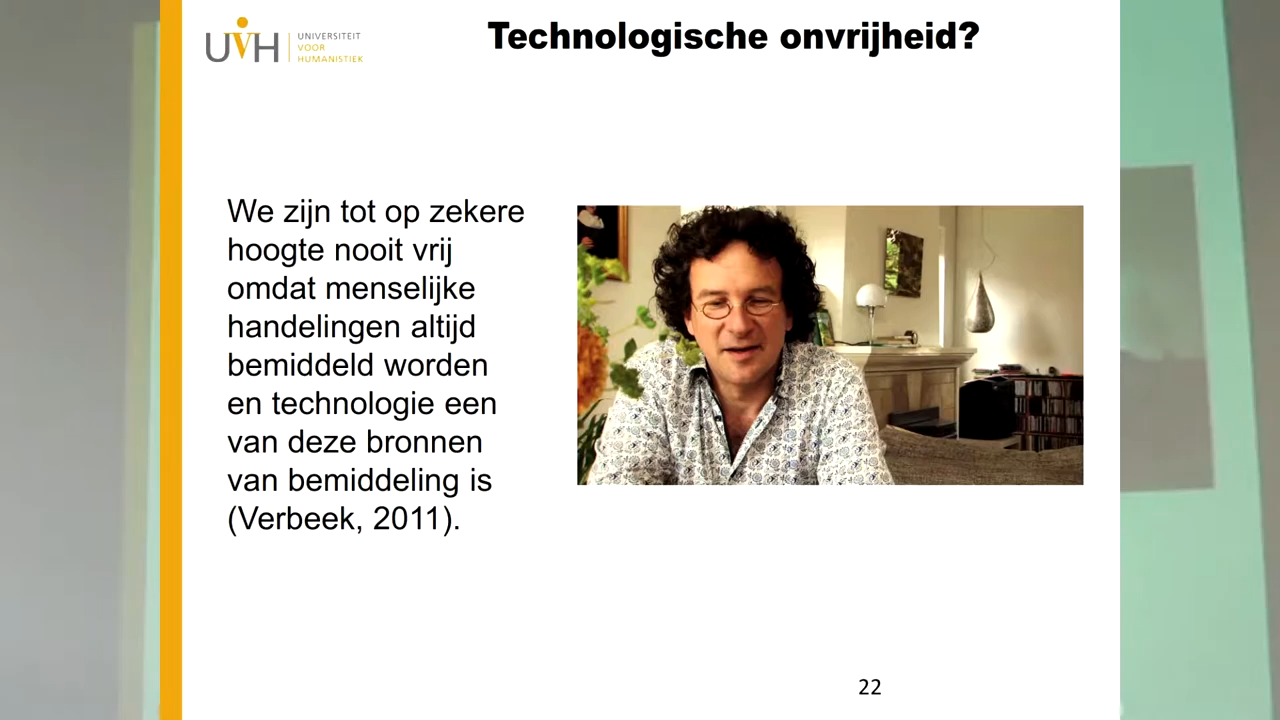 UVH
UNIVERSITEIT
VOOR
HUMANISTIEK
Technologische onvrijheid?
We zijn tot op zekere
hoogte nooit vrij
omdat menselijke
handelingen altijd
bemiddeld worden
en technologie een
van deze bronnen
van bemiddeling is
(Verbeek, 2011).
22